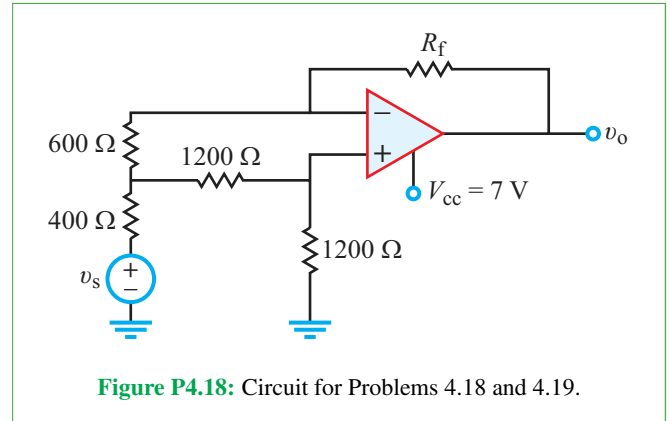 Rf
600 Ω
1200 Ω
−
+
vo
Vcc = 7 V
400 Ω
1200 Ω
vs
+
−
Figure P4.18: Circuit for Problems 4.18 and 4.19.